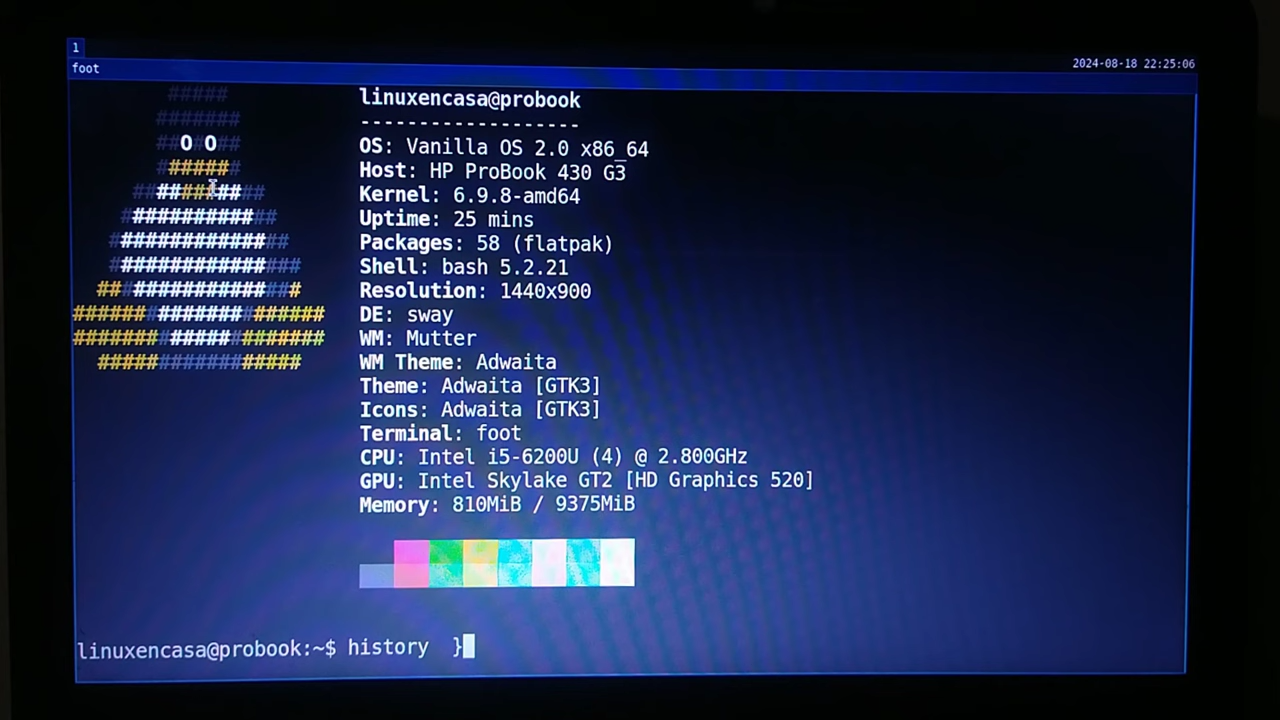 1
foot
2024-08-18 22:25:06
#####
#######
##O#O##
#######
###########
#############
###############
################
##################
#####################
#####################
#################
linuxencasa@probook
-------------------
OS: Vanilla OS 2.0 x86_64
Host: HP ProBook 430 G3
Kernel: 6.9.8-amd64
Uptime: 25 mins
Packages: 58 (flatpak)
Shell: bash 5.2.21
Resolution: 1440x900
DE: sway
WM: Mutter
WM Theme: Adwaita
Theme: Adwaita [GTK3]
Icons: Adwaita [GTK3]
Terminal: foot
CPU: Intel i5-6200U (4) @ 2.800GHz
GPU: Intel Skylake GT2 [HD Graphics 520]
Memory: 810MiB / 9375MiB
linuxencasa@probook:~$ history  }